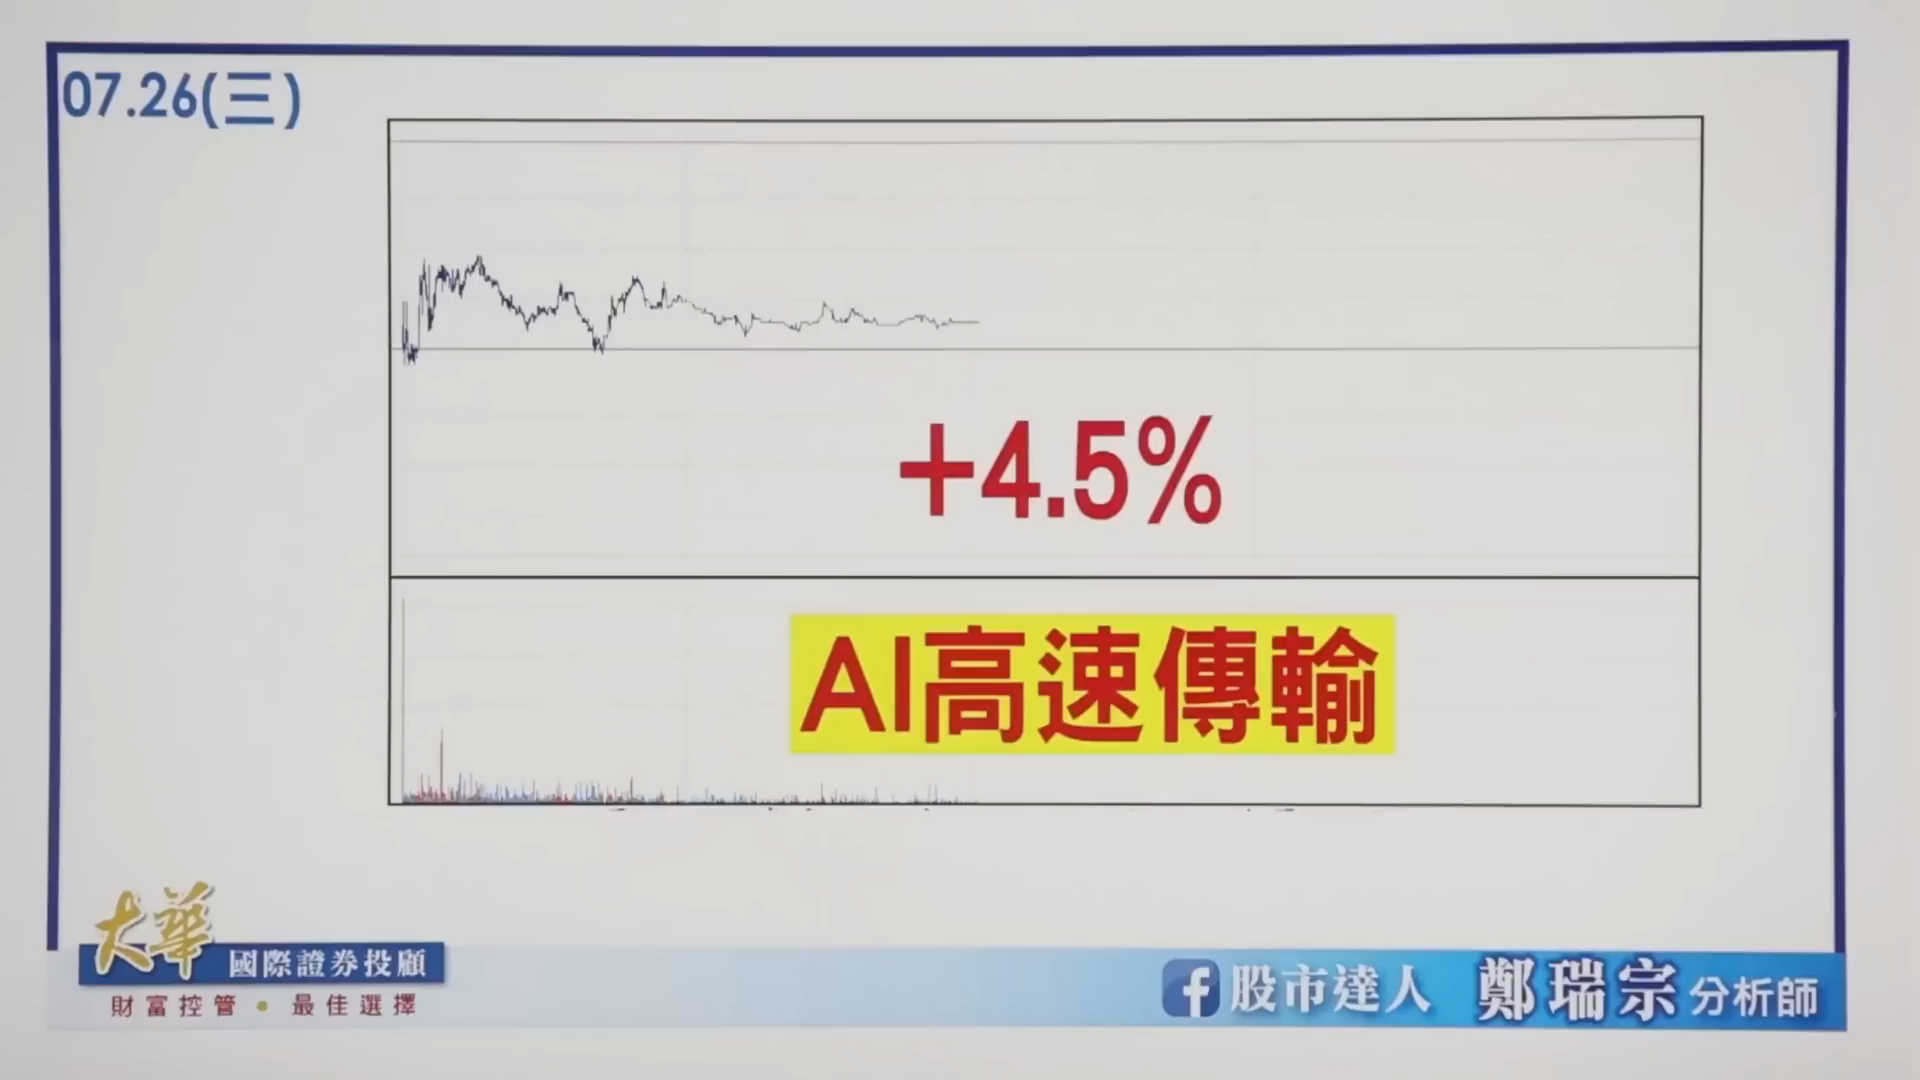 07.26(三)
+4.5%
AI高速傳輸
大華
國際證券投顧
財富控管•最佳選擇
f股市達人 鄭瑞宗 分析師